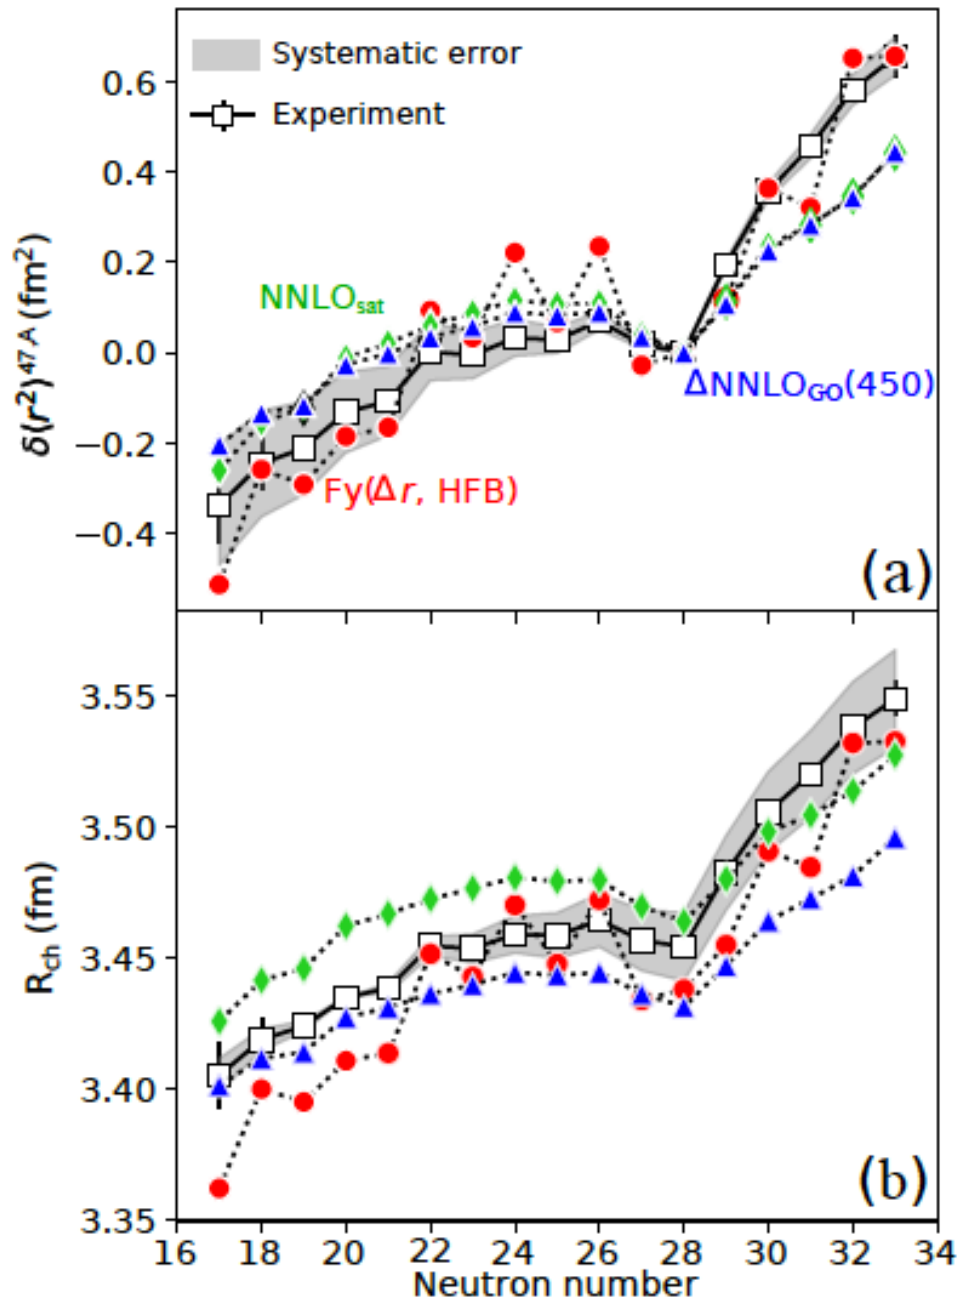 Systematic error
Experiment
0.6
0.4
0.2
0.0
−0.2
−0.4
δ⟨r²⟩⁴⁷ᴬ (fm²)
NNLOsat
ΔNNLOGO(450)
Fy(Δr, HFB)
(a)
3.55
3.50
3.45
3.40
3.35
Rch (fm)
(b)
16 18 20 22 24 26 28 30 32 34
Neutron number